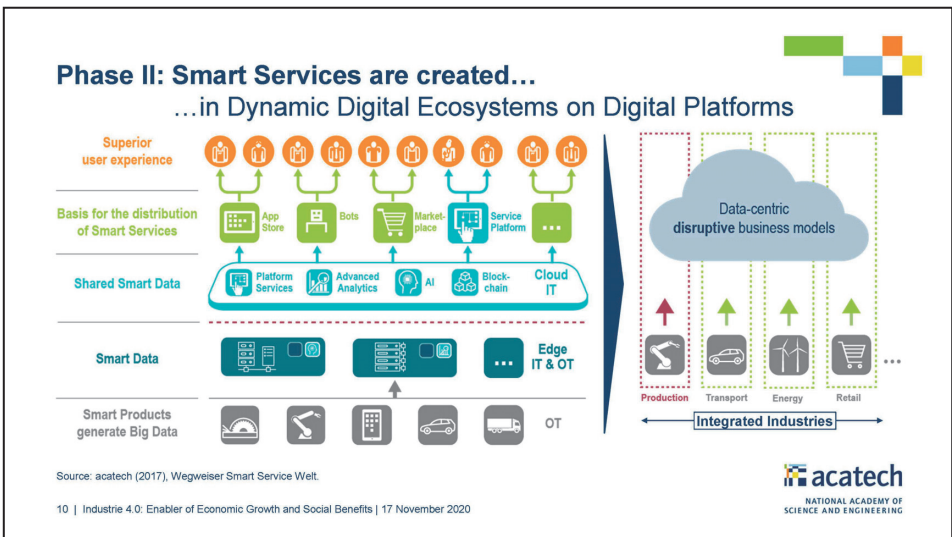 Phase II: Smart Services are created…
…in Dynamic Digital Ecosystems on Digital Platforms
Superior
user experience
Basis for the distribution
of Smart Services
App
Store
Bots
Market-
place
Service
Platform
...
Shared Smart Data
Platform
Services
Advanced
Analytics
AI
Block-
chain
Cloud
IT
Smart Data
...
Edge
IT & OT
Smart Products
generate Big Data
OT
Data-centric
disruptive business models
...
Production
Transport
Energy
Retail
Integrated Industries
Source: acatech (2017), Wegweiser Smart Service Welt.
10 | Industrie 4.0: Enabler of Economic Growth and Social Benefits | 17 November 2020
acatech
NATIONAL ACADEMY OF
SCIENCE AND ENGINEERING